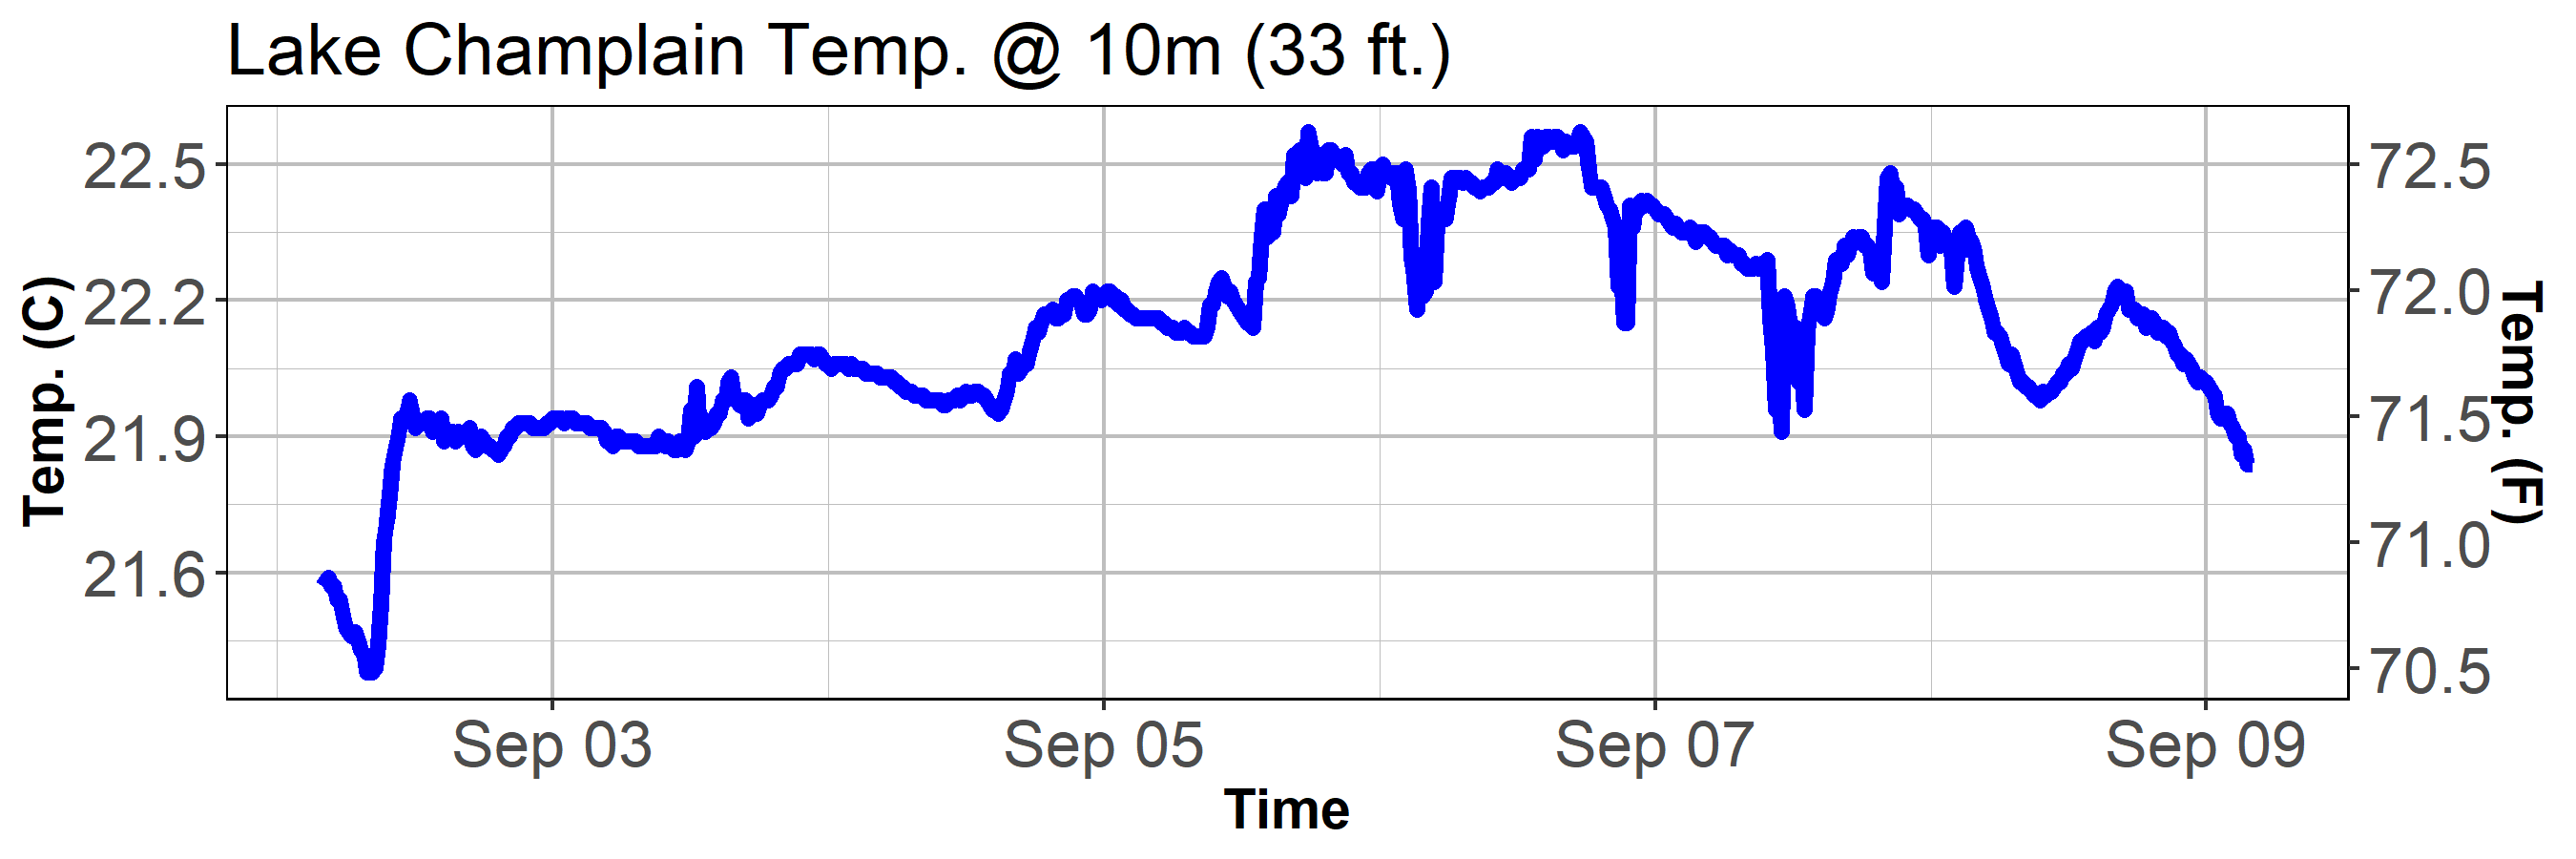 Lake Champlain Temp. @ 10m (33 ft.)
Temp. (C)
22.5
22.2
21.9
21.6
72.5
72.0
71.5
71.0
70.5
Temp. (F)
Sep 03
Sep 05
Sep 07
Sep 09
Time